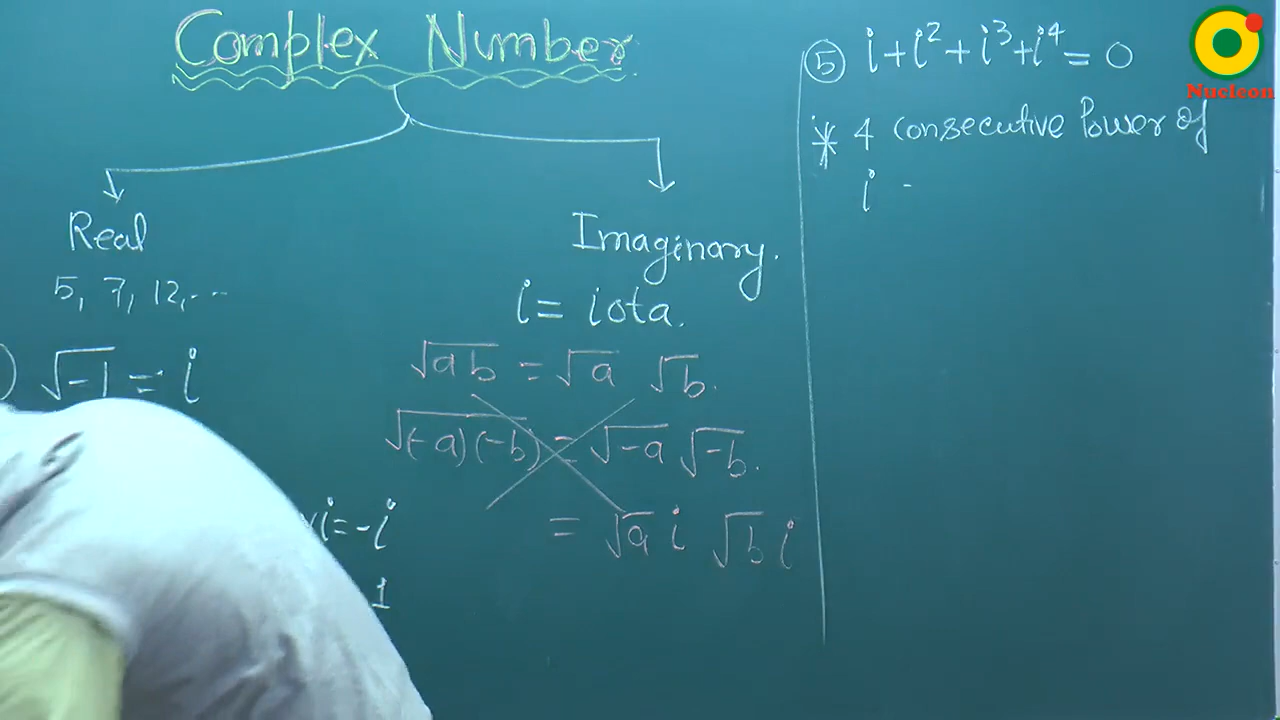 Complex Number
Real
5, 7, 12, ...
) √-1 = i
i = -i
1
Imaginary.
i = iota.
√ab = √a √b.
√(-a)(-b) = √-a √-b.
= √a i √b i
⑤ i + i² + i³ + i⁴ = 0
* 4 consecutive Power of
i -
Nucleon